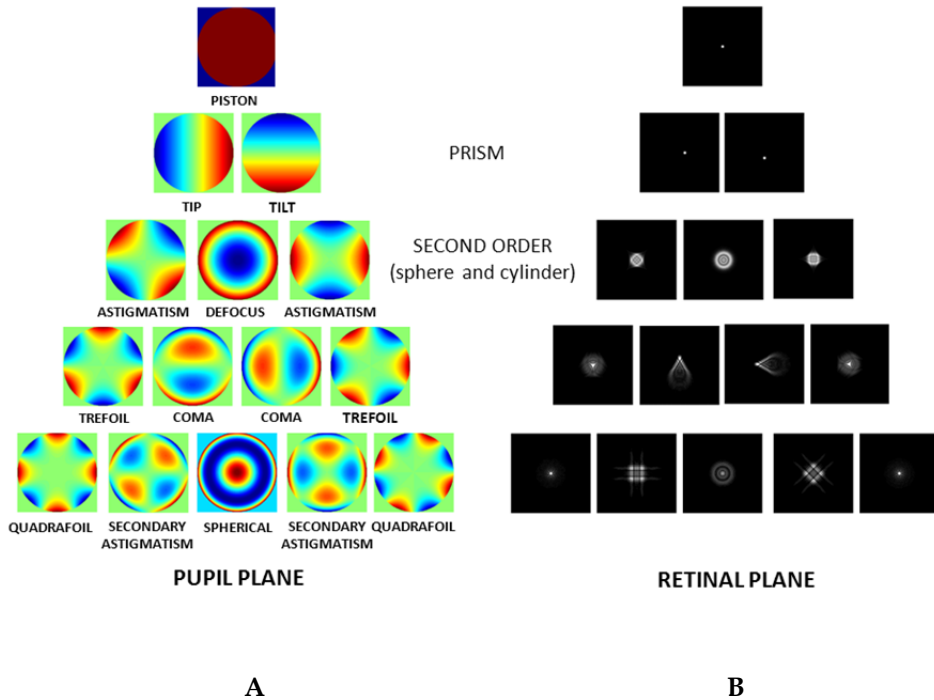 PISTON
TIP TILT
PRISM
ASTIGMATISM DEFOCUS ASTIGMATISM
SECOND ORDER
(sphere and cylinder)
TREFOIL COMA COMA TREFOIL
QUADRAFOIL SECONDARY SPHERICAL SECONDARY QUADRAFOIL
ASTIGMATISM ASTIGMATISM
PUPIL PLANE
RETINAL PLANE
A
B